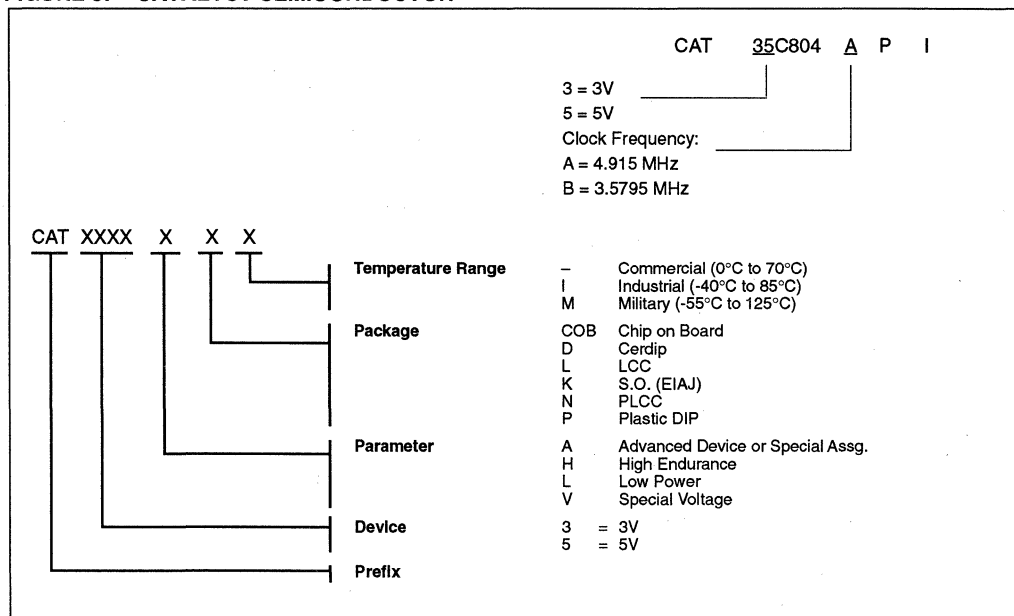 CAT 35C804 A P I
3 = 3V
5 = 5V
Clock Frequency:
A = 4.915 MHz
B = 3.5795 MHz
CAT XXXX X X X
Temperature Range – Commercial (0°C to 70°C)
I Industrial (-40°C to 85°C)
M Military (-55°C to 125°C)
Package COB Chip on Board
D Cerdip
L LCC
K S.O. (EIAJ)
N PLCC
P Plastic DIP
Parameter A Advanced Device or Special Assg.
H High Endurance
L Low Power
V Special Voltage
Device 3 = 3V
5 = 5V
Prefix